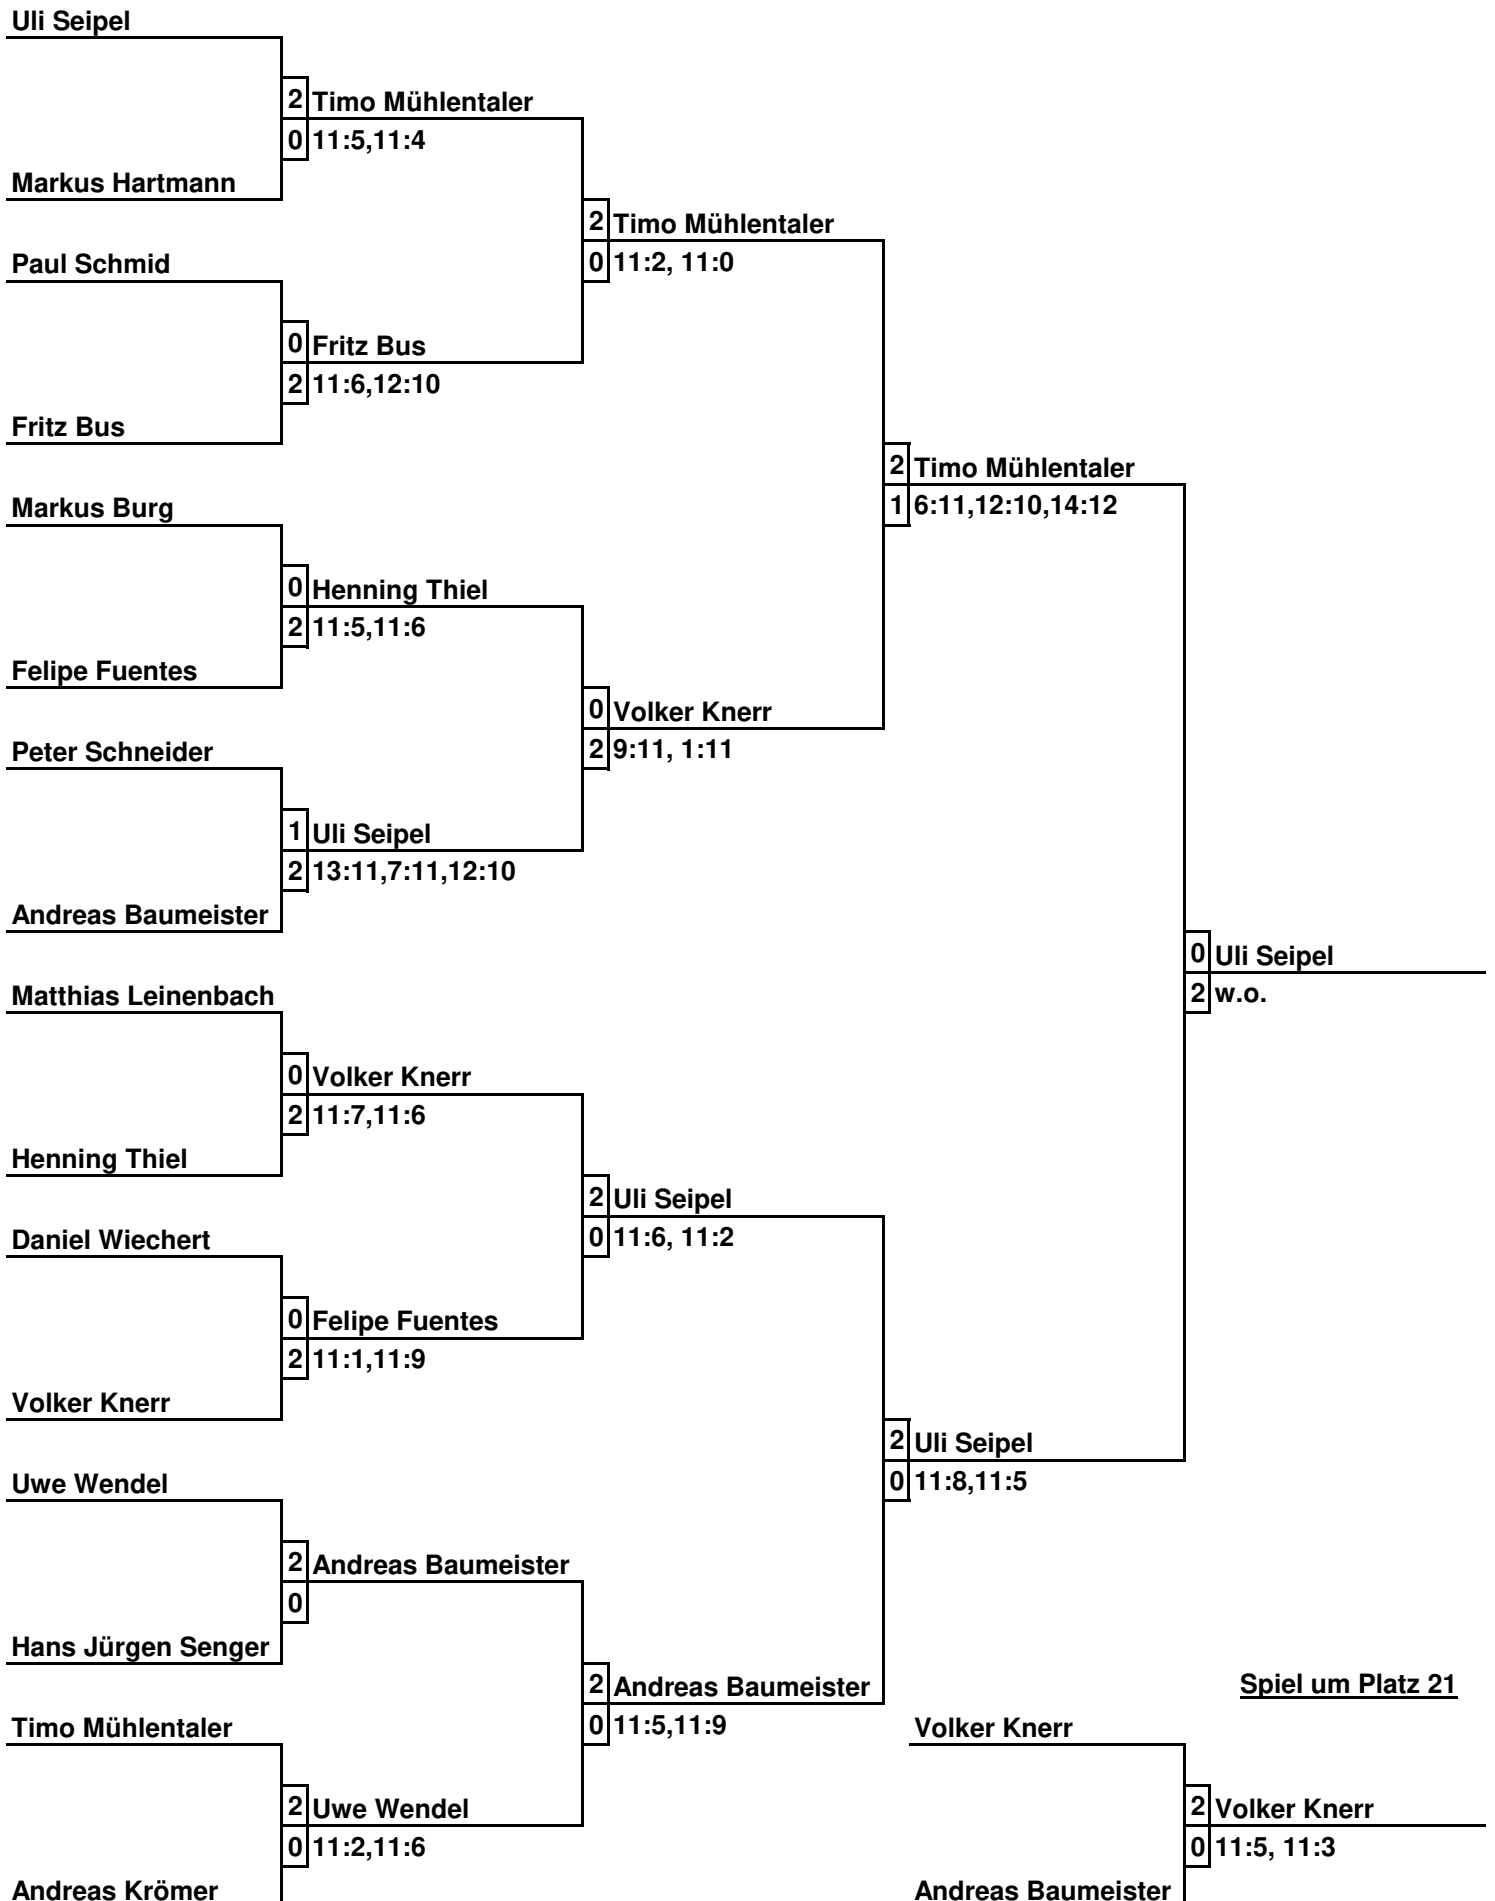 Uli Seipel
2 Timo Mühlentaler
0 11:5,11:4
Markus Hartmann
2 Timo Mühlentaler
0 11:2, 11:0
Paul Schmid
0 Fritz Bus
2 11:6,12:10
Fritz Bus
2 Timo Mühlentaler
1 6:11,12:10,14:12
Markus Burg
0 Henning Thiel
2 11:5,11:6
Felipe Fuentes
0 Volker Knerr
2 9:11, 1:11
Peter Schneider
1 Uli Seipel
2 13:11,7:11,12:10
Andreas Baumeister
0 Uli Seipel
2 w.o.
Matthias Leinenbach
0 Volker Knerr
2 11:7,11:6
Henning Thiel
2 Uli Seipel
0 11:6, 11:2
Daniel Wiechert
0 Felipe Fuentes
2 11:1,11:9
Volker Knerr
2 Uli Seipel
0 11:8,11:5
Uwe Wendel
2 Andreas Baumeister
0
Hans Jürgen Senger
2 Andreas Baumeister
0 11:5,11:9
Spiel um Platz 21
Timo Mühlentaler
Volker Knerr
2 Uwe Wendel
0 11:2,11:6
2 Volker Knerr
0 11:5, 11:3
Andreas Krömer
Andreas Baumeister